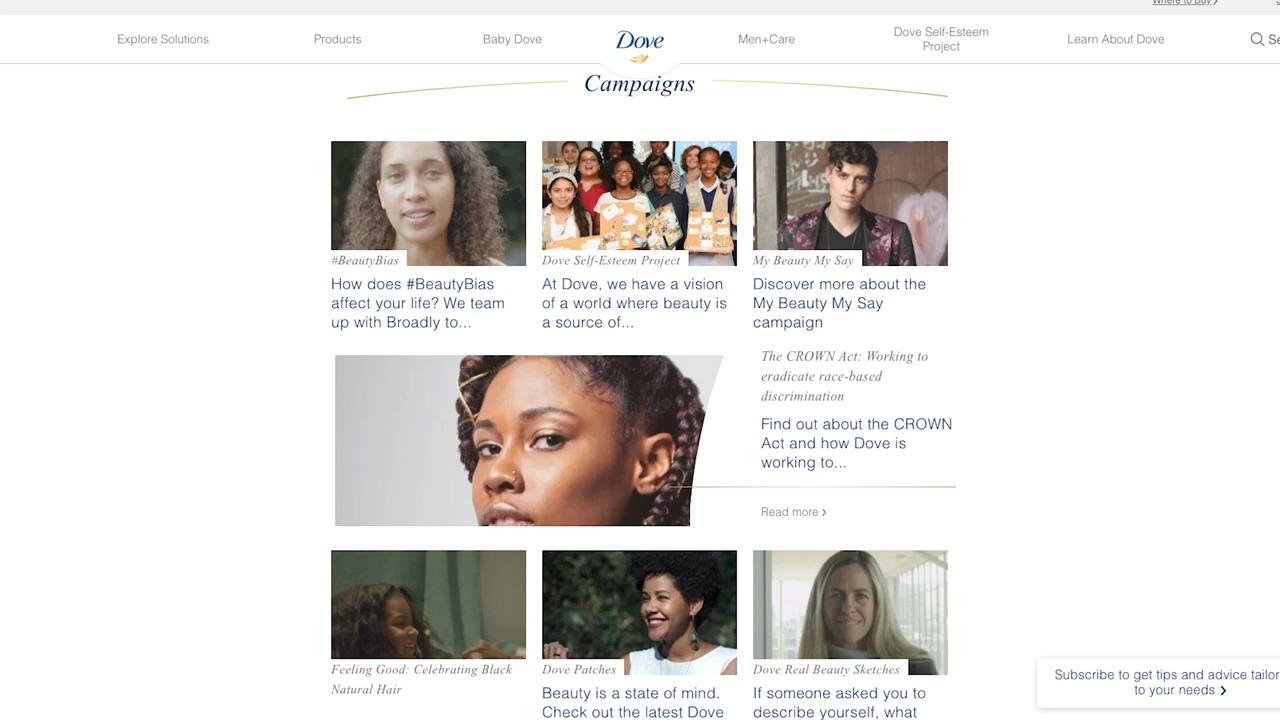 Where to Buy
Explore Solutions
Products
Baby Dove
Dove
Men+Care
Dove Self-Esteem
Project
Learn About Dove
Campaigns
#BeautyBias
How does #BeautyBias
affect your life? We team
up with Broadly to...
Dove Self-Esteem Project
At Dove, we have a vision
of a world where beauty is
a source of...
My Beauty My Say
Discover more about the
My Beauty My Say
campaign
The CROWN Act: Working to
eradicate race-based
discrimination
Find out about the CROWN
Act and how Dove is
working to...
Read more
Feeling Good: Celebrating Black
Natural Hair
Dove Patches
Beauty is a state of mind.
Check out the latest Dove
Dove Real Beauty Sketches
If someone asked you to
describe yourself, what
Subscribe to get tips and advice tailor
to your needs